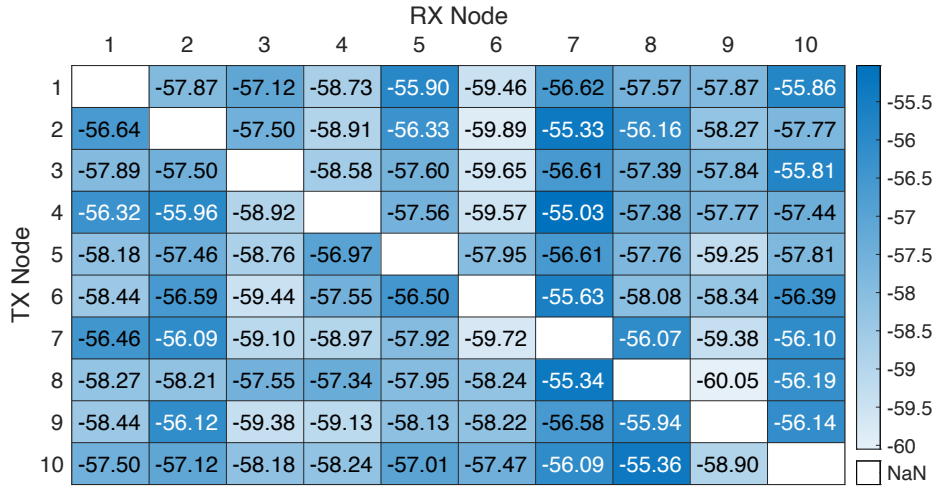 RX Node
1 2 3 4 5 6 7 8 9 10
TX Node
1 -57.87 -57.12 -58.73 -55.90 -59.46 -56.62 -57.57 -57.87 -55.86
2 -56.64 -57.50 -58.91 -56.33 -59.89 -55.33 -56.16 -58.27 -57.77
3 -57.89 -57.50 -58.58 -57.60 -59.65 -56.61 -57.39 -57.84 -55.81
4 -56.32 -55.96 -58.92 -57.56 -59.57 -55.03 -57.38 -57.77 -57.44
5 -58.18 -57.46 -58.76 -56.97 -57.95 -56.61 -57.76 -59.25 -57.81
6 -58.44 -56.59 -59.44 -57.55 -56.50 -55.63 -58.08 -58.34 -56.39
7 -56.46 -56.09 -59.10 -58.97 -57.92 -59.72 -56.07 -59.38 -56.10
8 -58.27 -58.21 -57.55 -57.34 -57.95 -58.24 -55.34 -60.05 -56.19
9 -58.44 -56.12 -59.38 -59.13 -58.13 -58.22 -56.58 -55.94 -56.14
10 -57.50 -57.12 -58.18 -58.24 -57.01 -57.47 -56.09 -55.36 -58.90
-55.5
-56
-56.5
-57
-57.5
-58
-58.5
-59
-59.5
-60
NaN